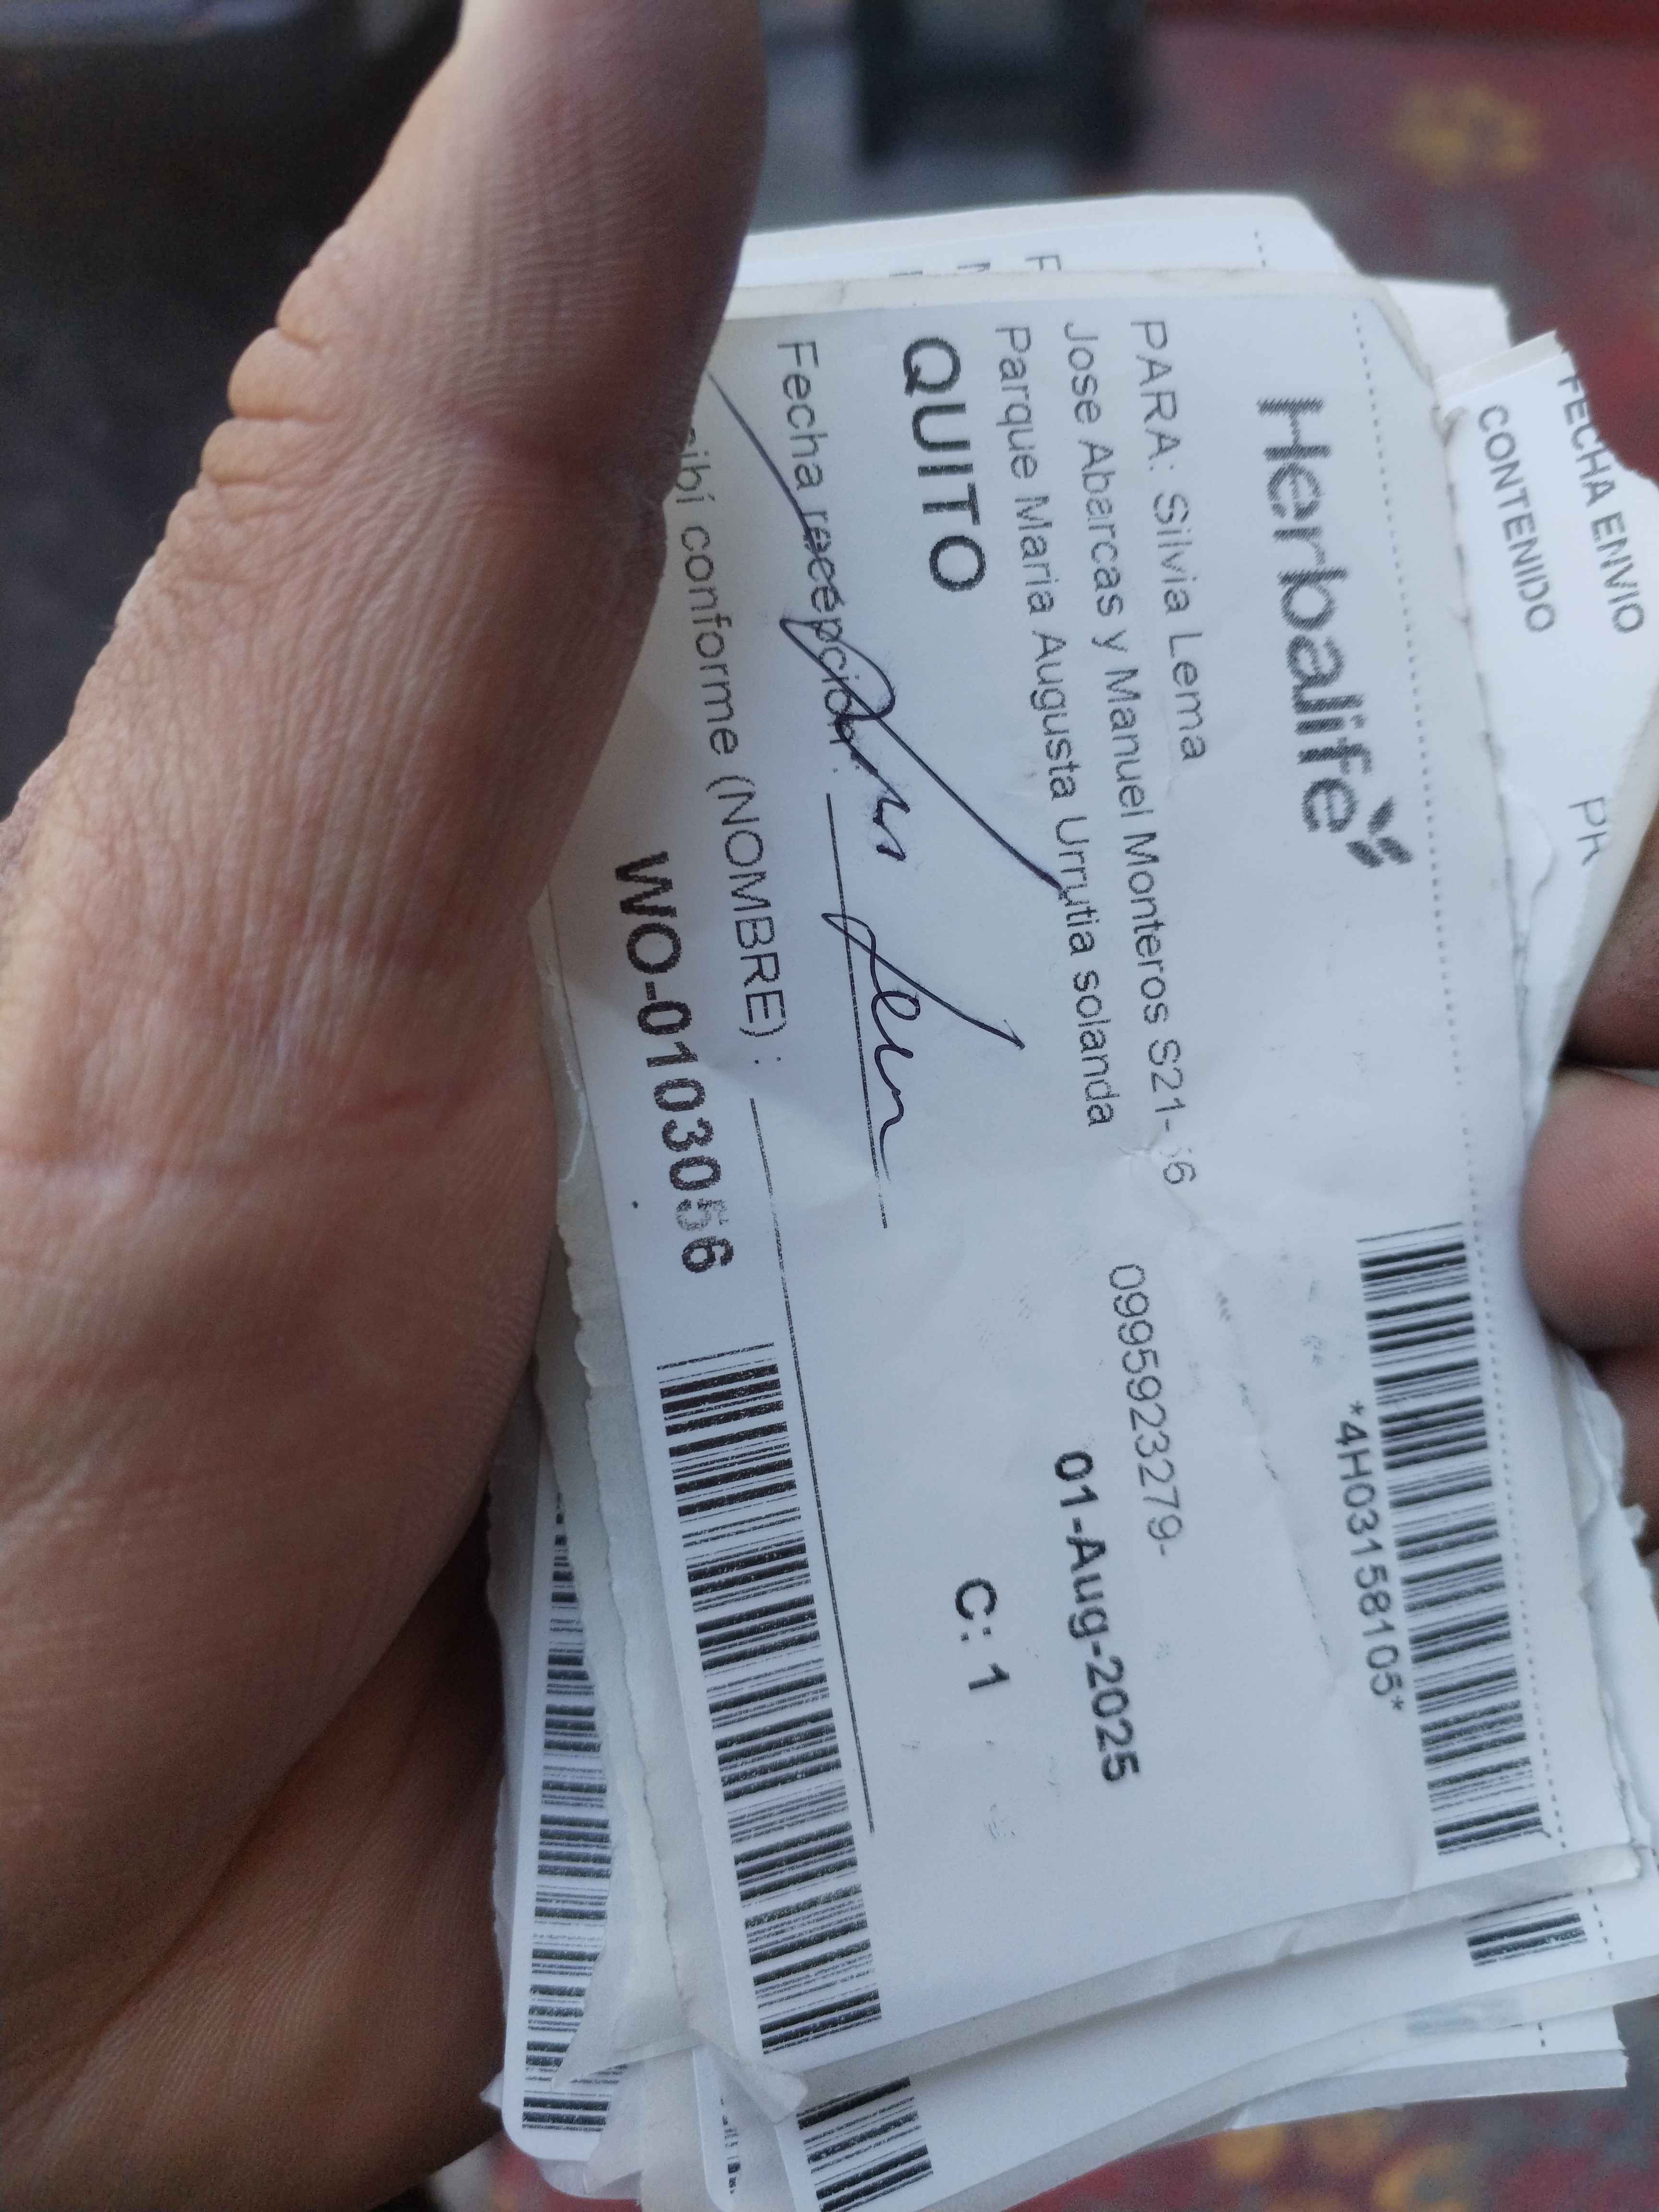 FECHA ENVIO
CONTENIDO
Herbalife
*4H03158105*
PARA: Silvia Lema
Jose Abarcas y Manuel Monteros S21-
0995923279-
Parque Maria Augusta Urrutia solanda
01-Aug-2025
QUITO
C: 1
Fecha recepción:
conforme (NOMBRE) :
WO-0103056